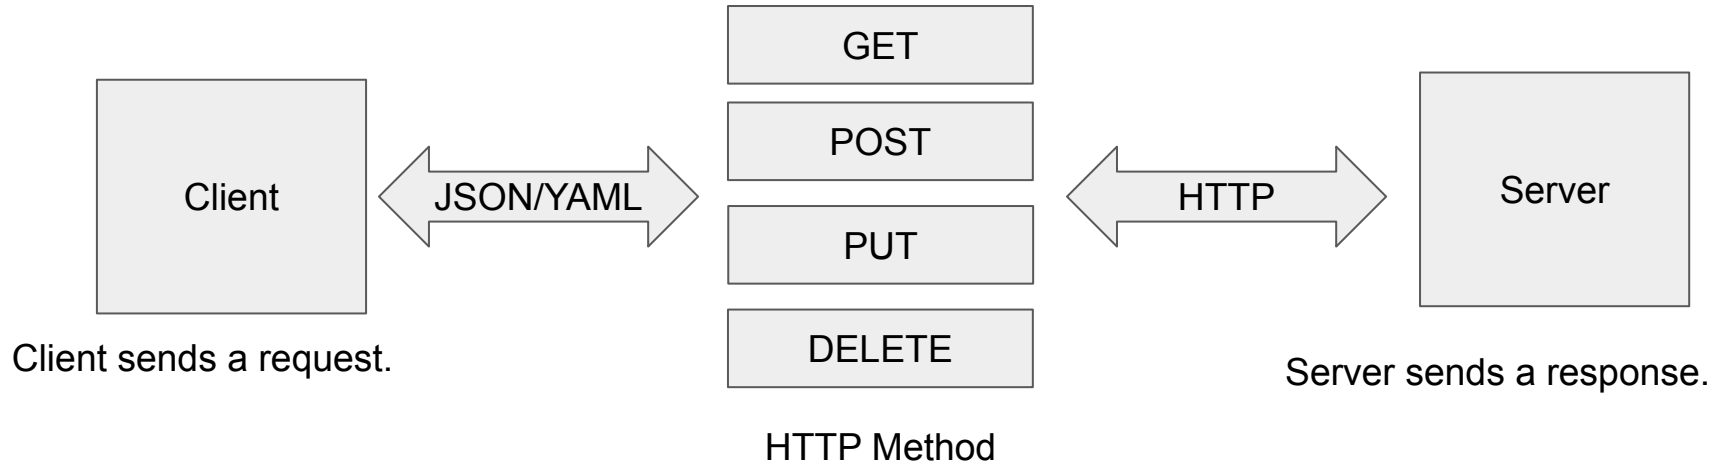 GET
POST
Client
JSON/YAML
HTTP
Server
PUT
DELETE
Client sends a request.
Server sends a response.
HTTP Method